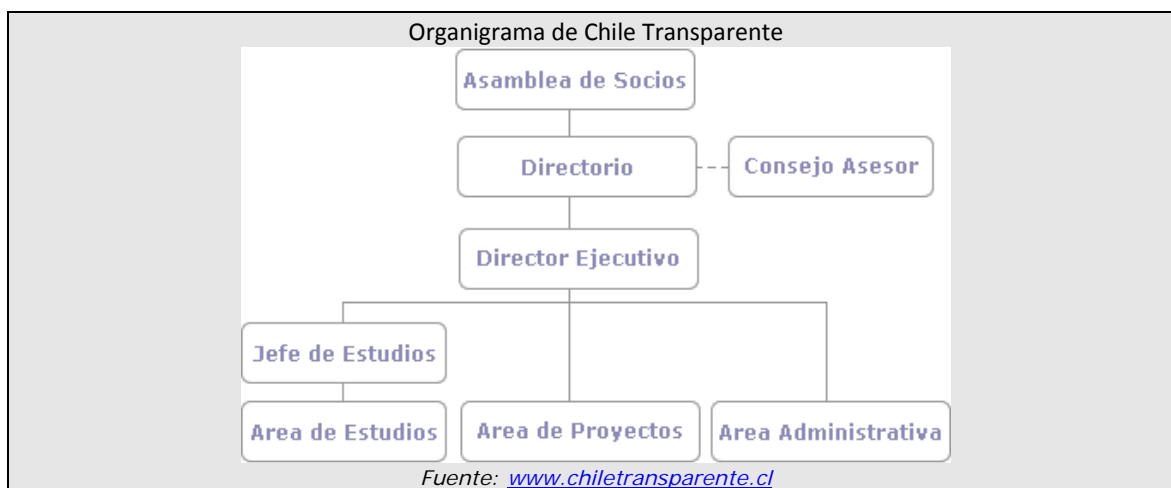 Organigrama de Chile Transparente
Asamblea de Socios
Directorio
Consejo Asesor
Director Ejecutivo
Jefe de Estudios
Area de Estudios
Area de Proyectos
Area Administrativa
Fuente: www.chiletransparente.cl